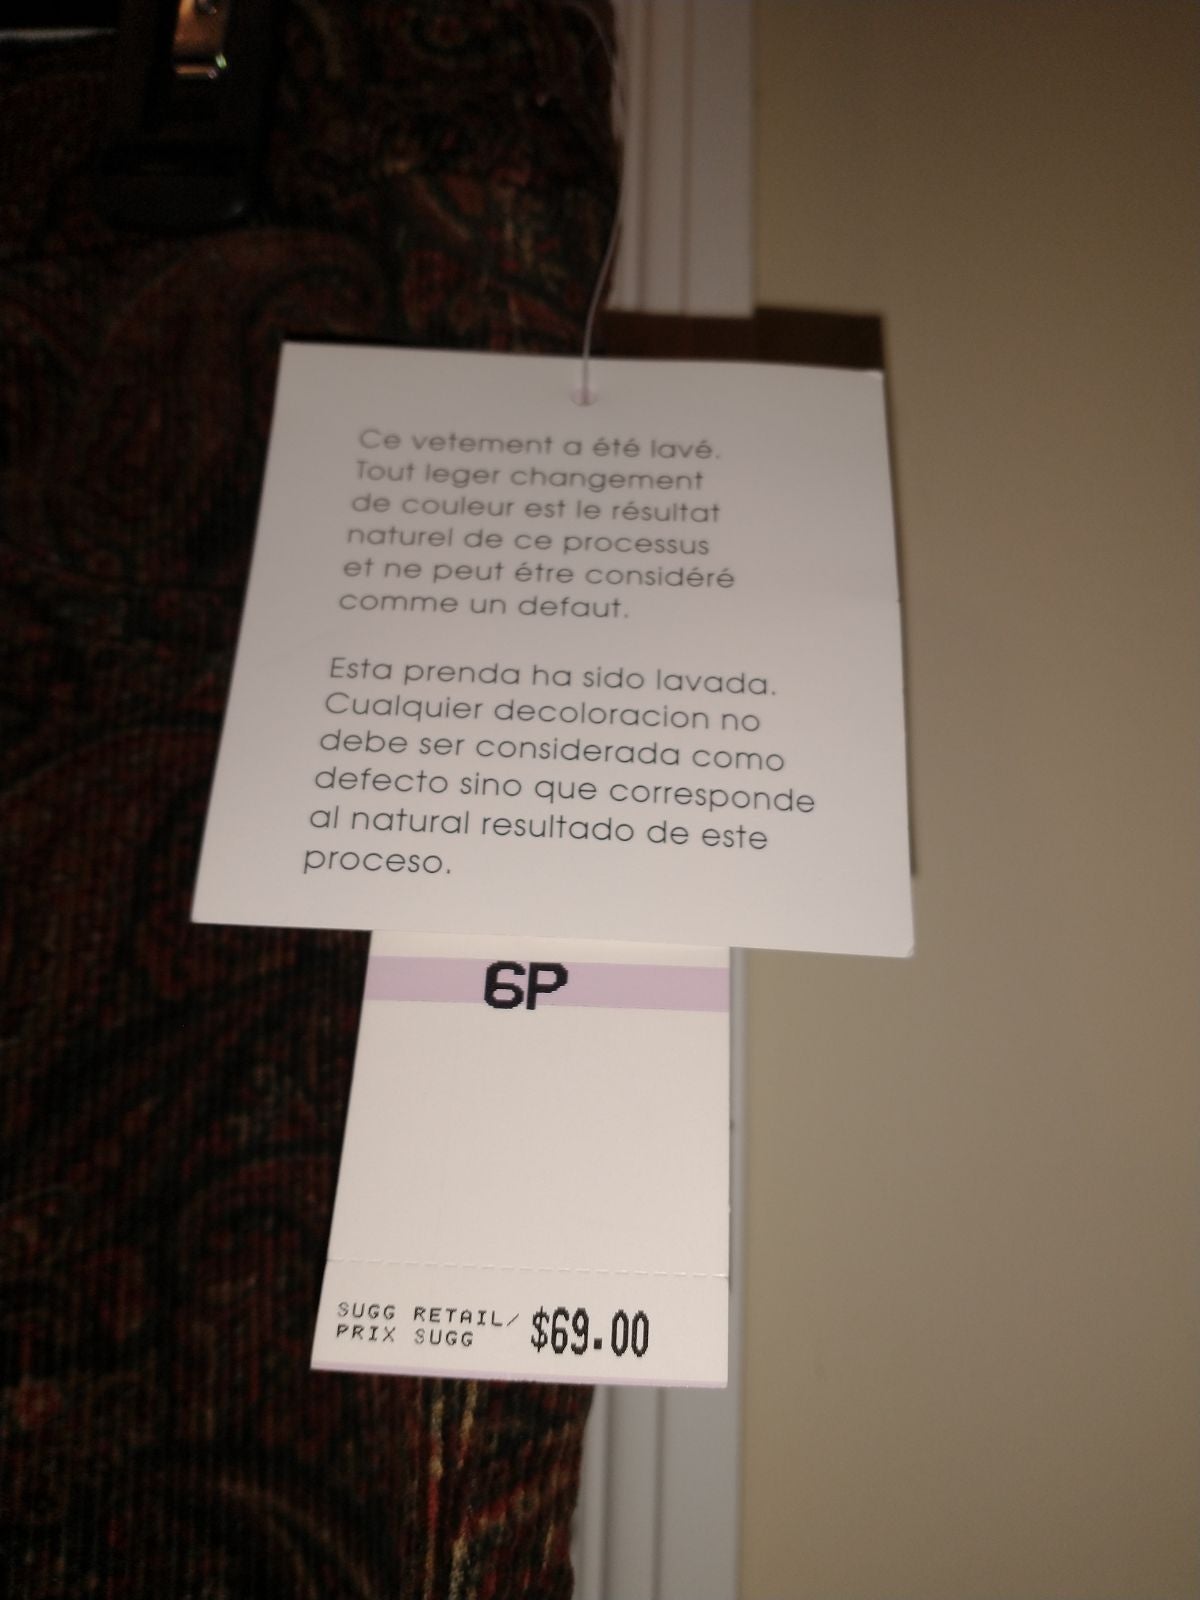 Ce vetement a été lavé.
Tout leger changement
de couleur est le résultat
naturel de ce processus
et ne peut étre considéré
comme un defaut.
Esta prenda ha sido lavada.
Cualquier decoloracion no
debe ser considerada como
defecto sino que corresponde
al natural resultado de este
proceso.
6P
SUGG RETAIL/
PRIX SUGG
$69.00